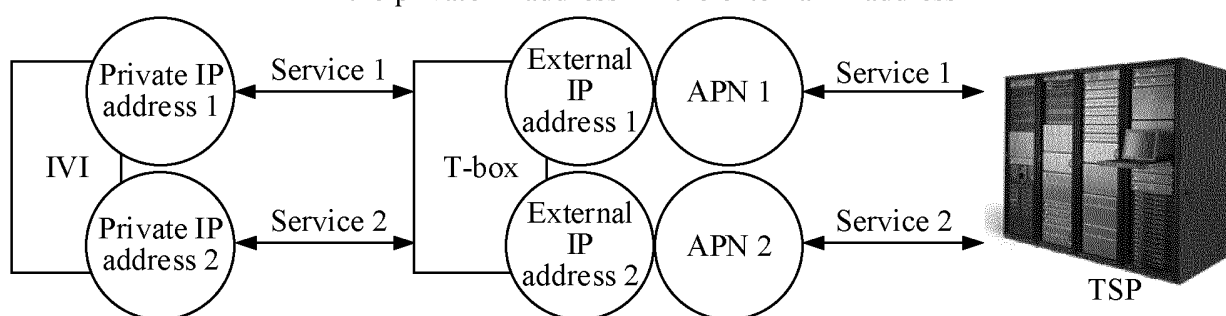 Private IP
address 1
Service 1
External
IP
address 1
APN 1
Service 1
IVI
T-box
Private IP
address 2
Service 2
External
IP
address 2
APN 2
Service 2
TSP